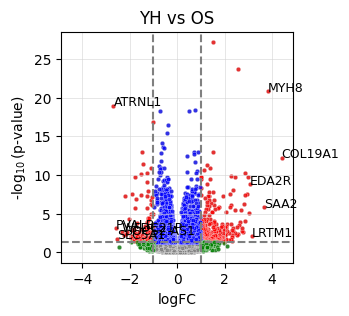 YH vs OS
-log10 (p-value)
25
20
15
10
5
0
MYH8
ATRNL1
COL19A1
EDA2R
SAA2
LRTM1
−4
−2
0
2
4
logFC